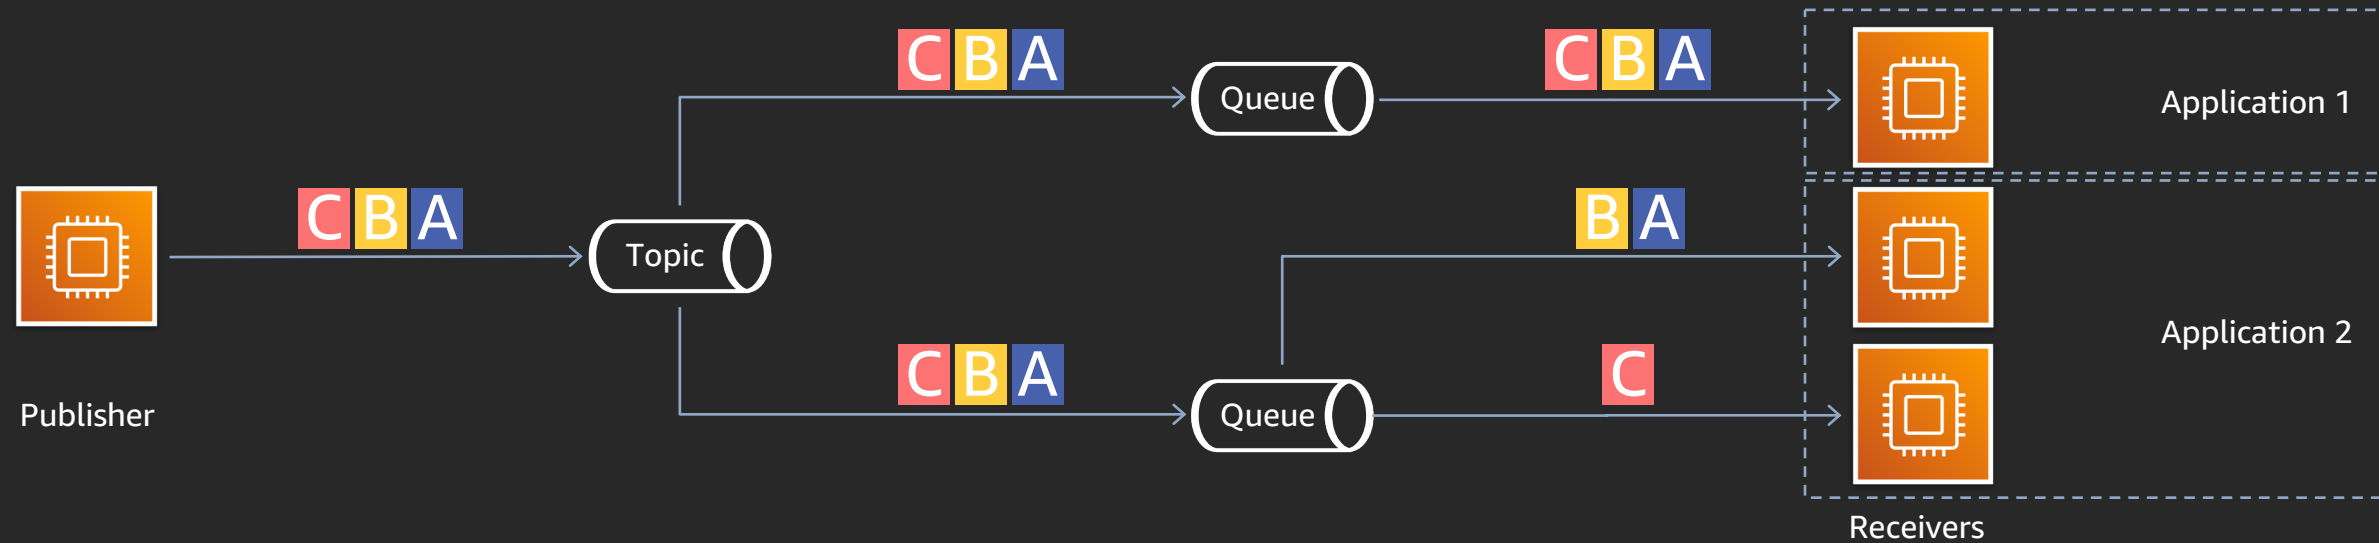 C B A
Queue
C B A
Application 1
C B A
Topic
B A
Application 2
C B A
Queue
C
Publisher
Receivers